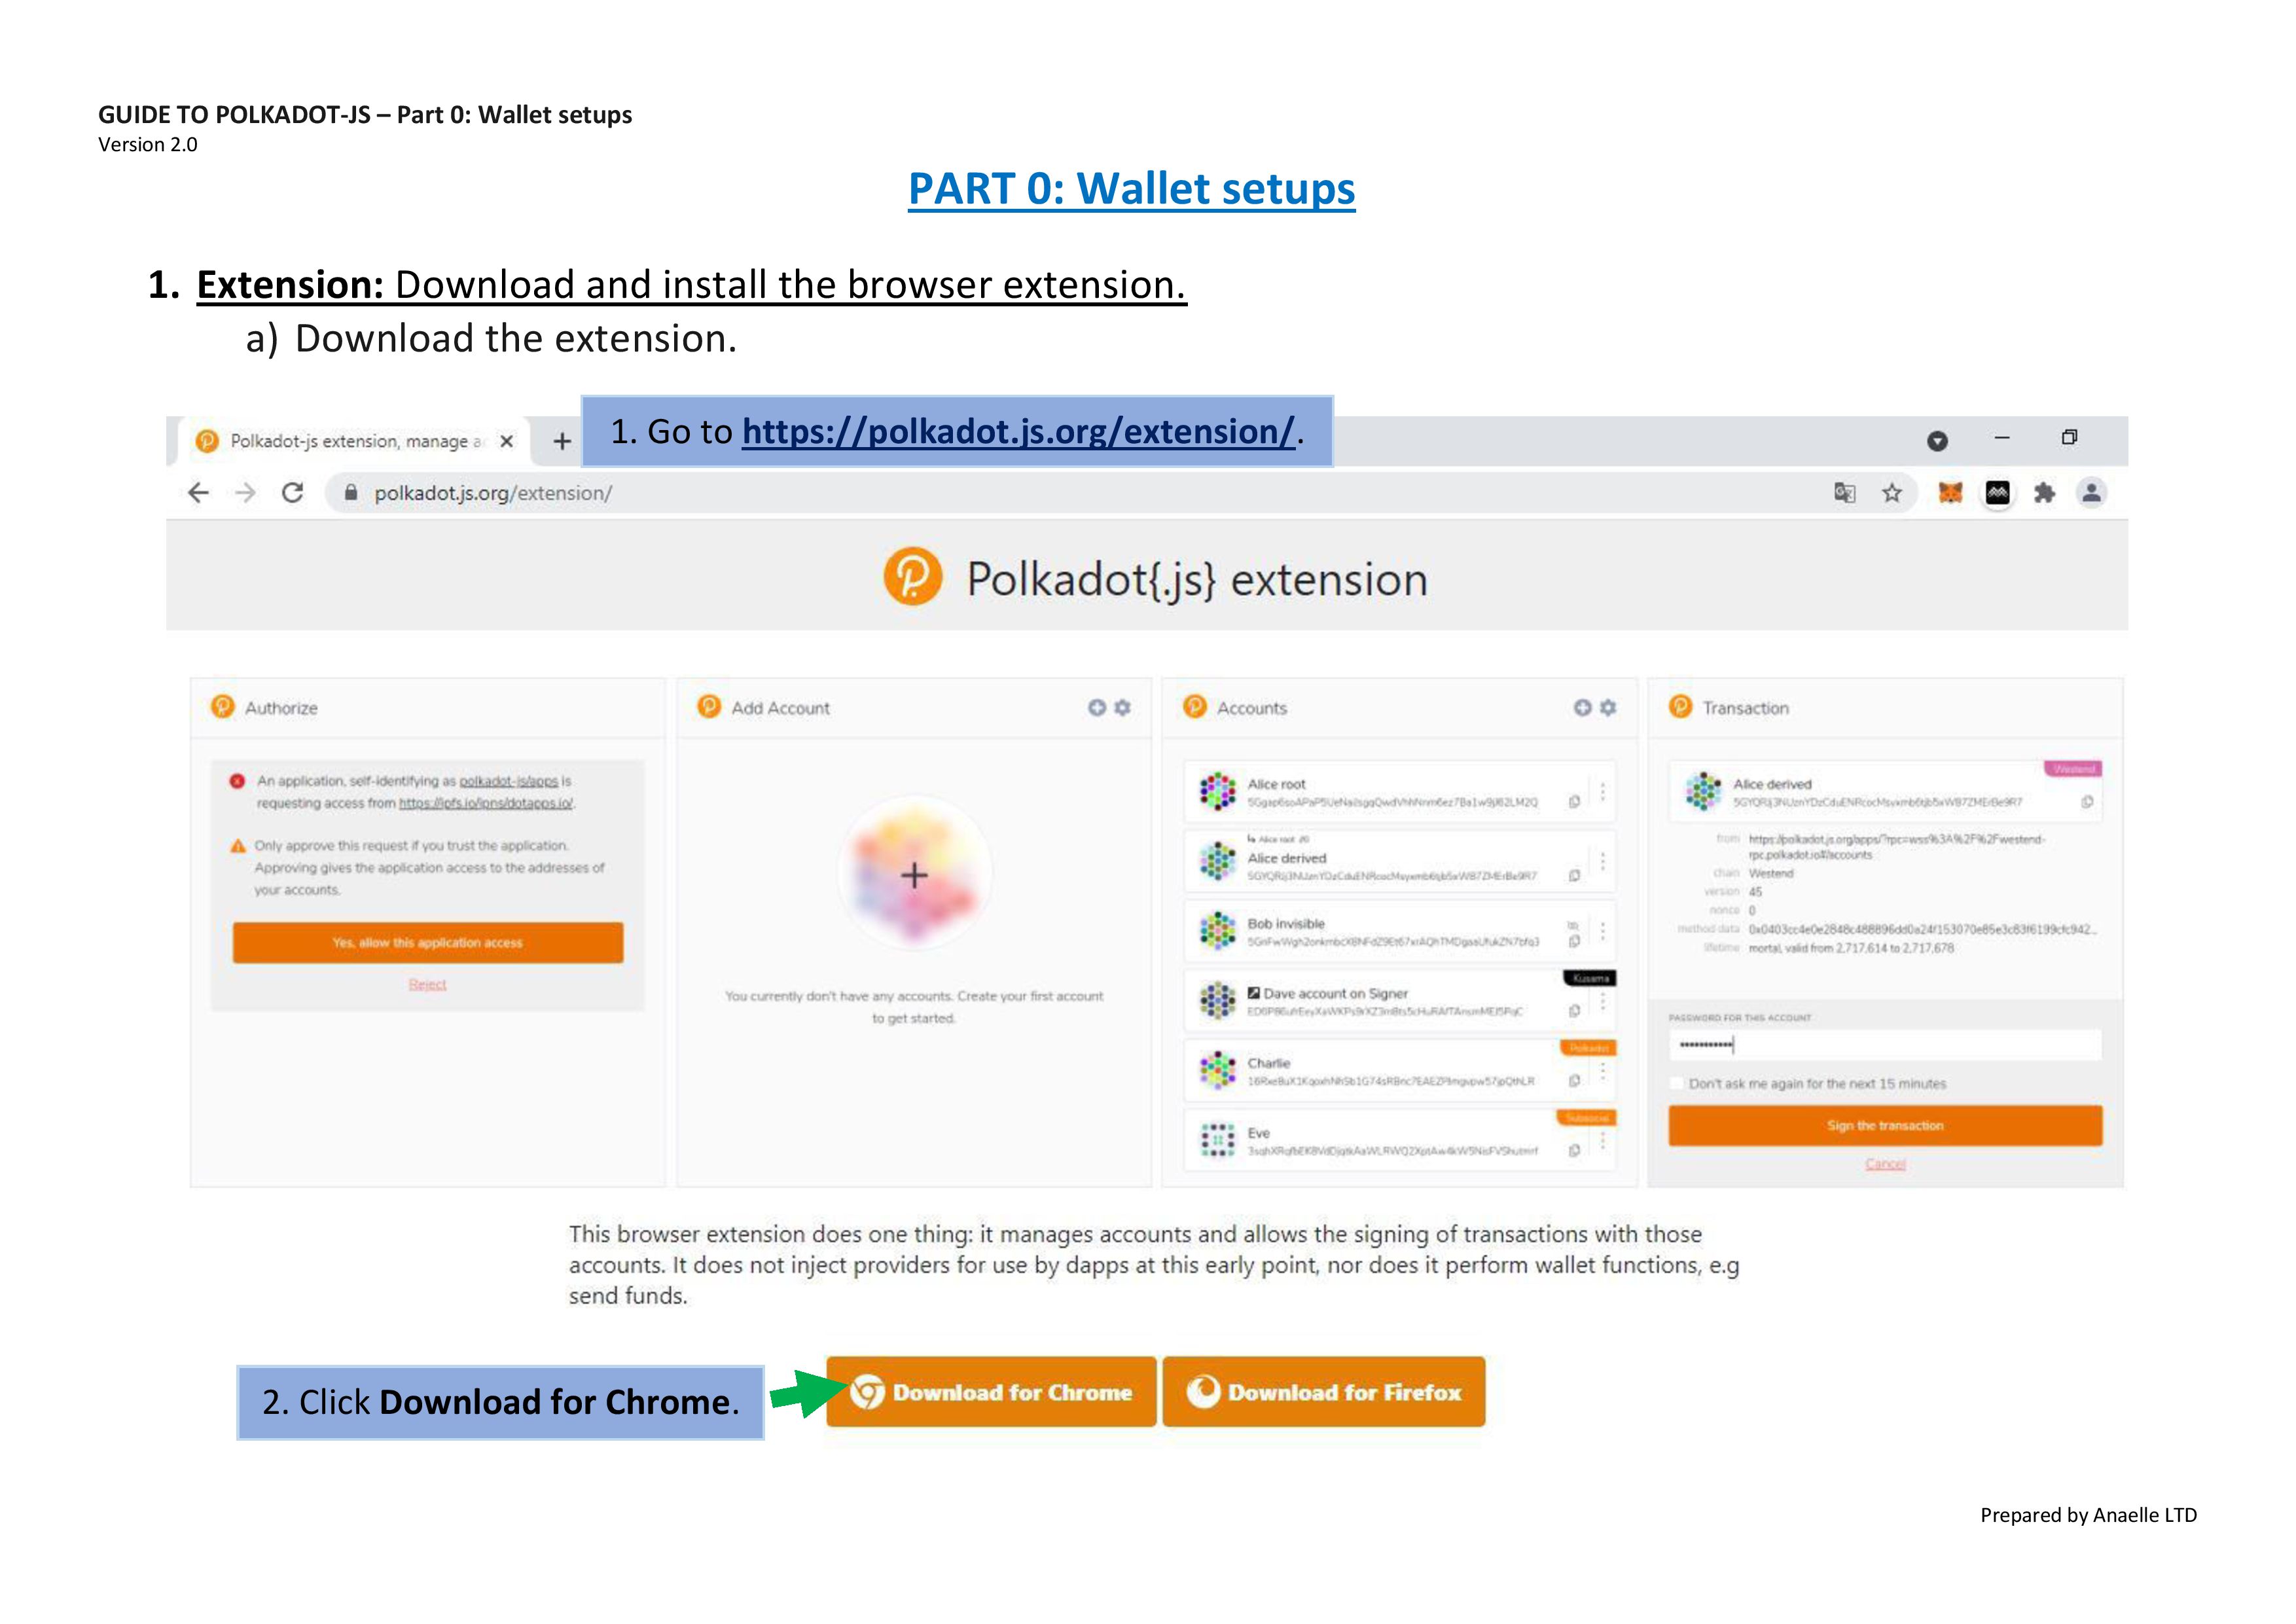 GUIDE TO POLKADOT-JS – Part 0: Wallet setups
Version 2.0
PART 0: Wallet setups
1. Extension: Download and install the browser extension.
a) Download the extension.
1. Go to https://polkadot.js.org/extension/.
Polkadot-js extension, manage
polkadot.js.org/extension/
Polkadot{.js} extension
Authorize
An application, self-identifying as polkadot-js/apps is
requesting access from https://ipfs.io/ipns/dotapps.io/.
Only approve this request if you trust the application.
Approving gives the application access to the addresses of
your accounts.
Yes, allow this application access
Reject
Add Account
You currently don't have any accounts. Create your first account
to get started.
Accounts
Alice root
Alice root //0
Alice derived
Bob invisible
Kusama
Dave account on Signer
Polkadot
Charlie
Subsocial
Eve
Transaction
Westend
Alice derived
from https://polkadot.js.org/apps/?rpc=wss%3A%2F%2Fwestend-
rpc.polkadot.io#/accounts
chain Westend
version 45
nonce 0
method data
lifetime mortal, valid from 2,717,614 to 2,717,678
PASSWORD FOR THIS ACCOUNT
Don't ask me again for the next 15 minutes
Sign the transaction
Cancel
This browser extension does one thing: it manages accounts and allows the signing of transactions with those
accounts. It does not inject providers for use by dapps at this early point, nor does it perform wallet functions, e.g
send funds.
2. Click Download for Chrome.
Download for Chrome
Download for Firefox
Prepared by Anaelle LTD